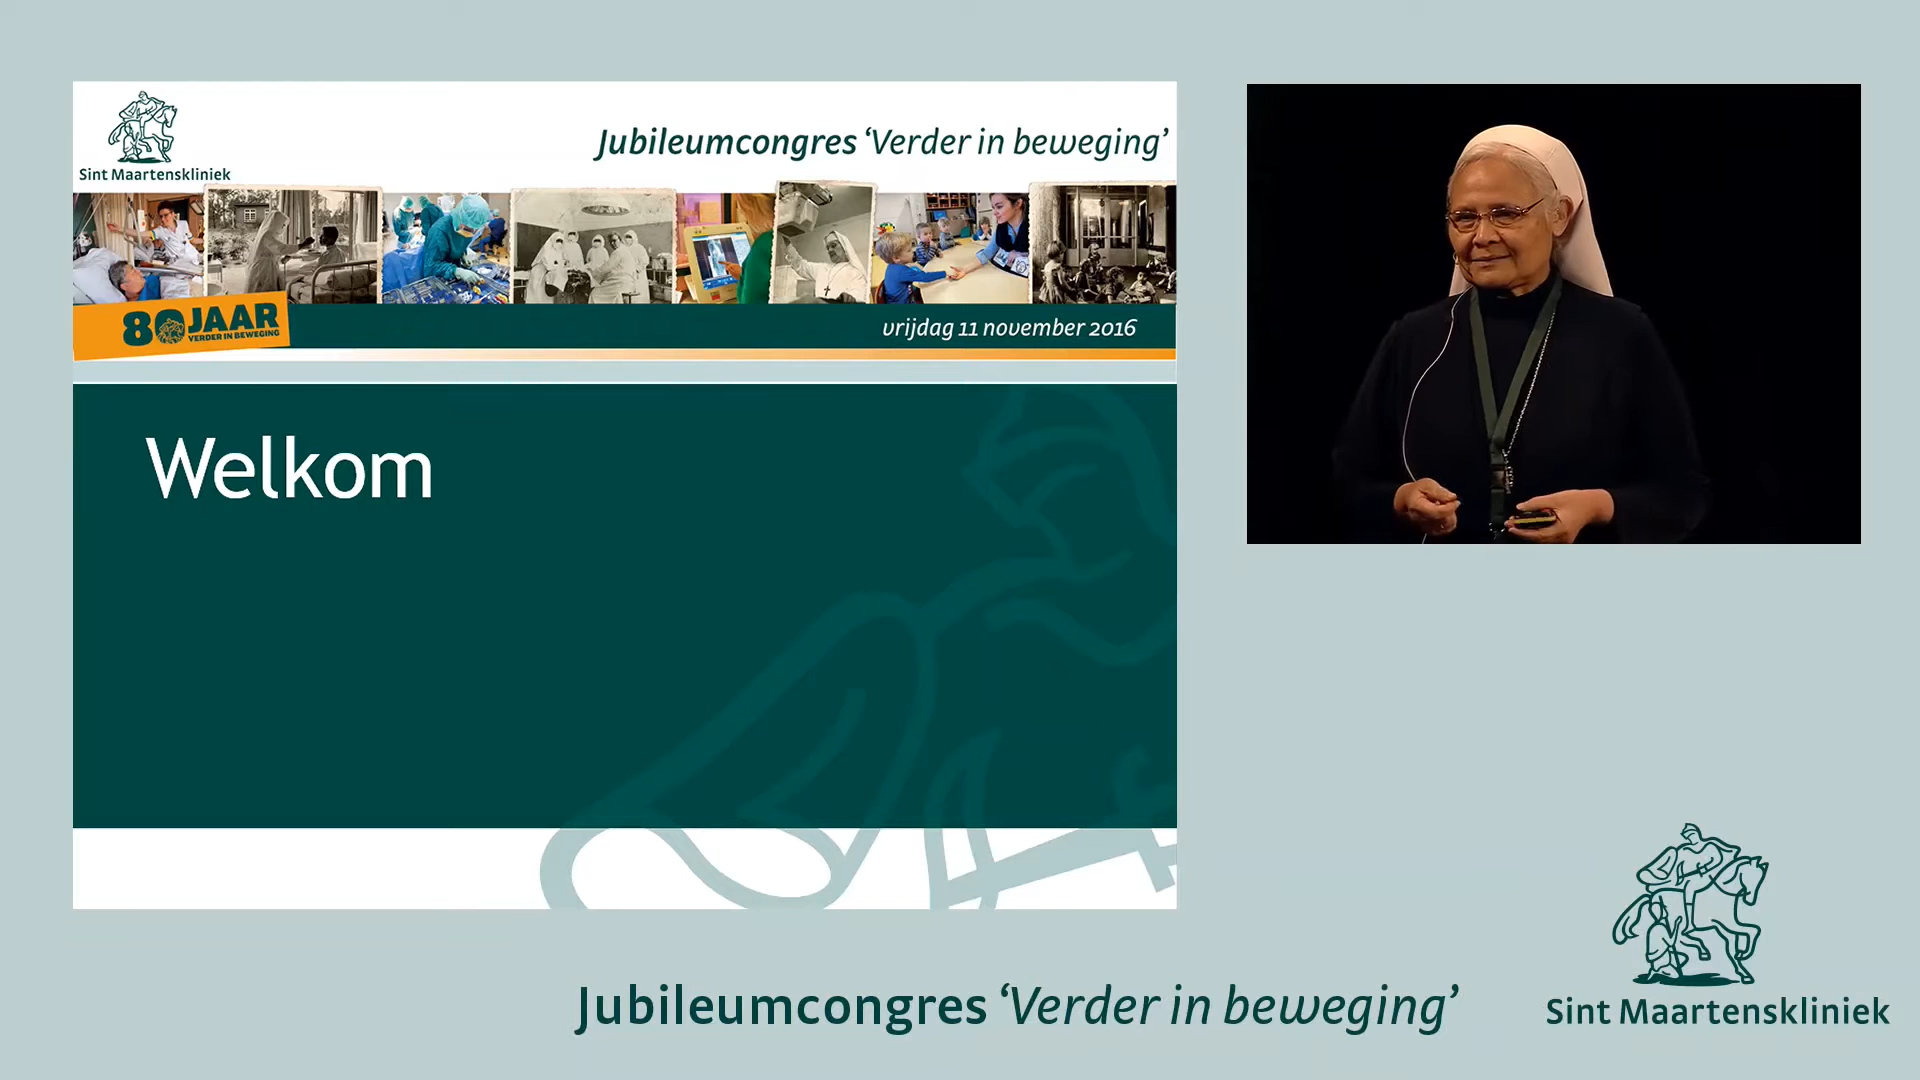 Sint Maartenskliniek
Jubileumcongres ‘Verder in beweging’
80 JAAR
VERDER IN BEWEGING
vrijdag 11 november 2016
Welkom
Jubileumcongres ‘Verder in beweging’
Sint Maartenskliniek